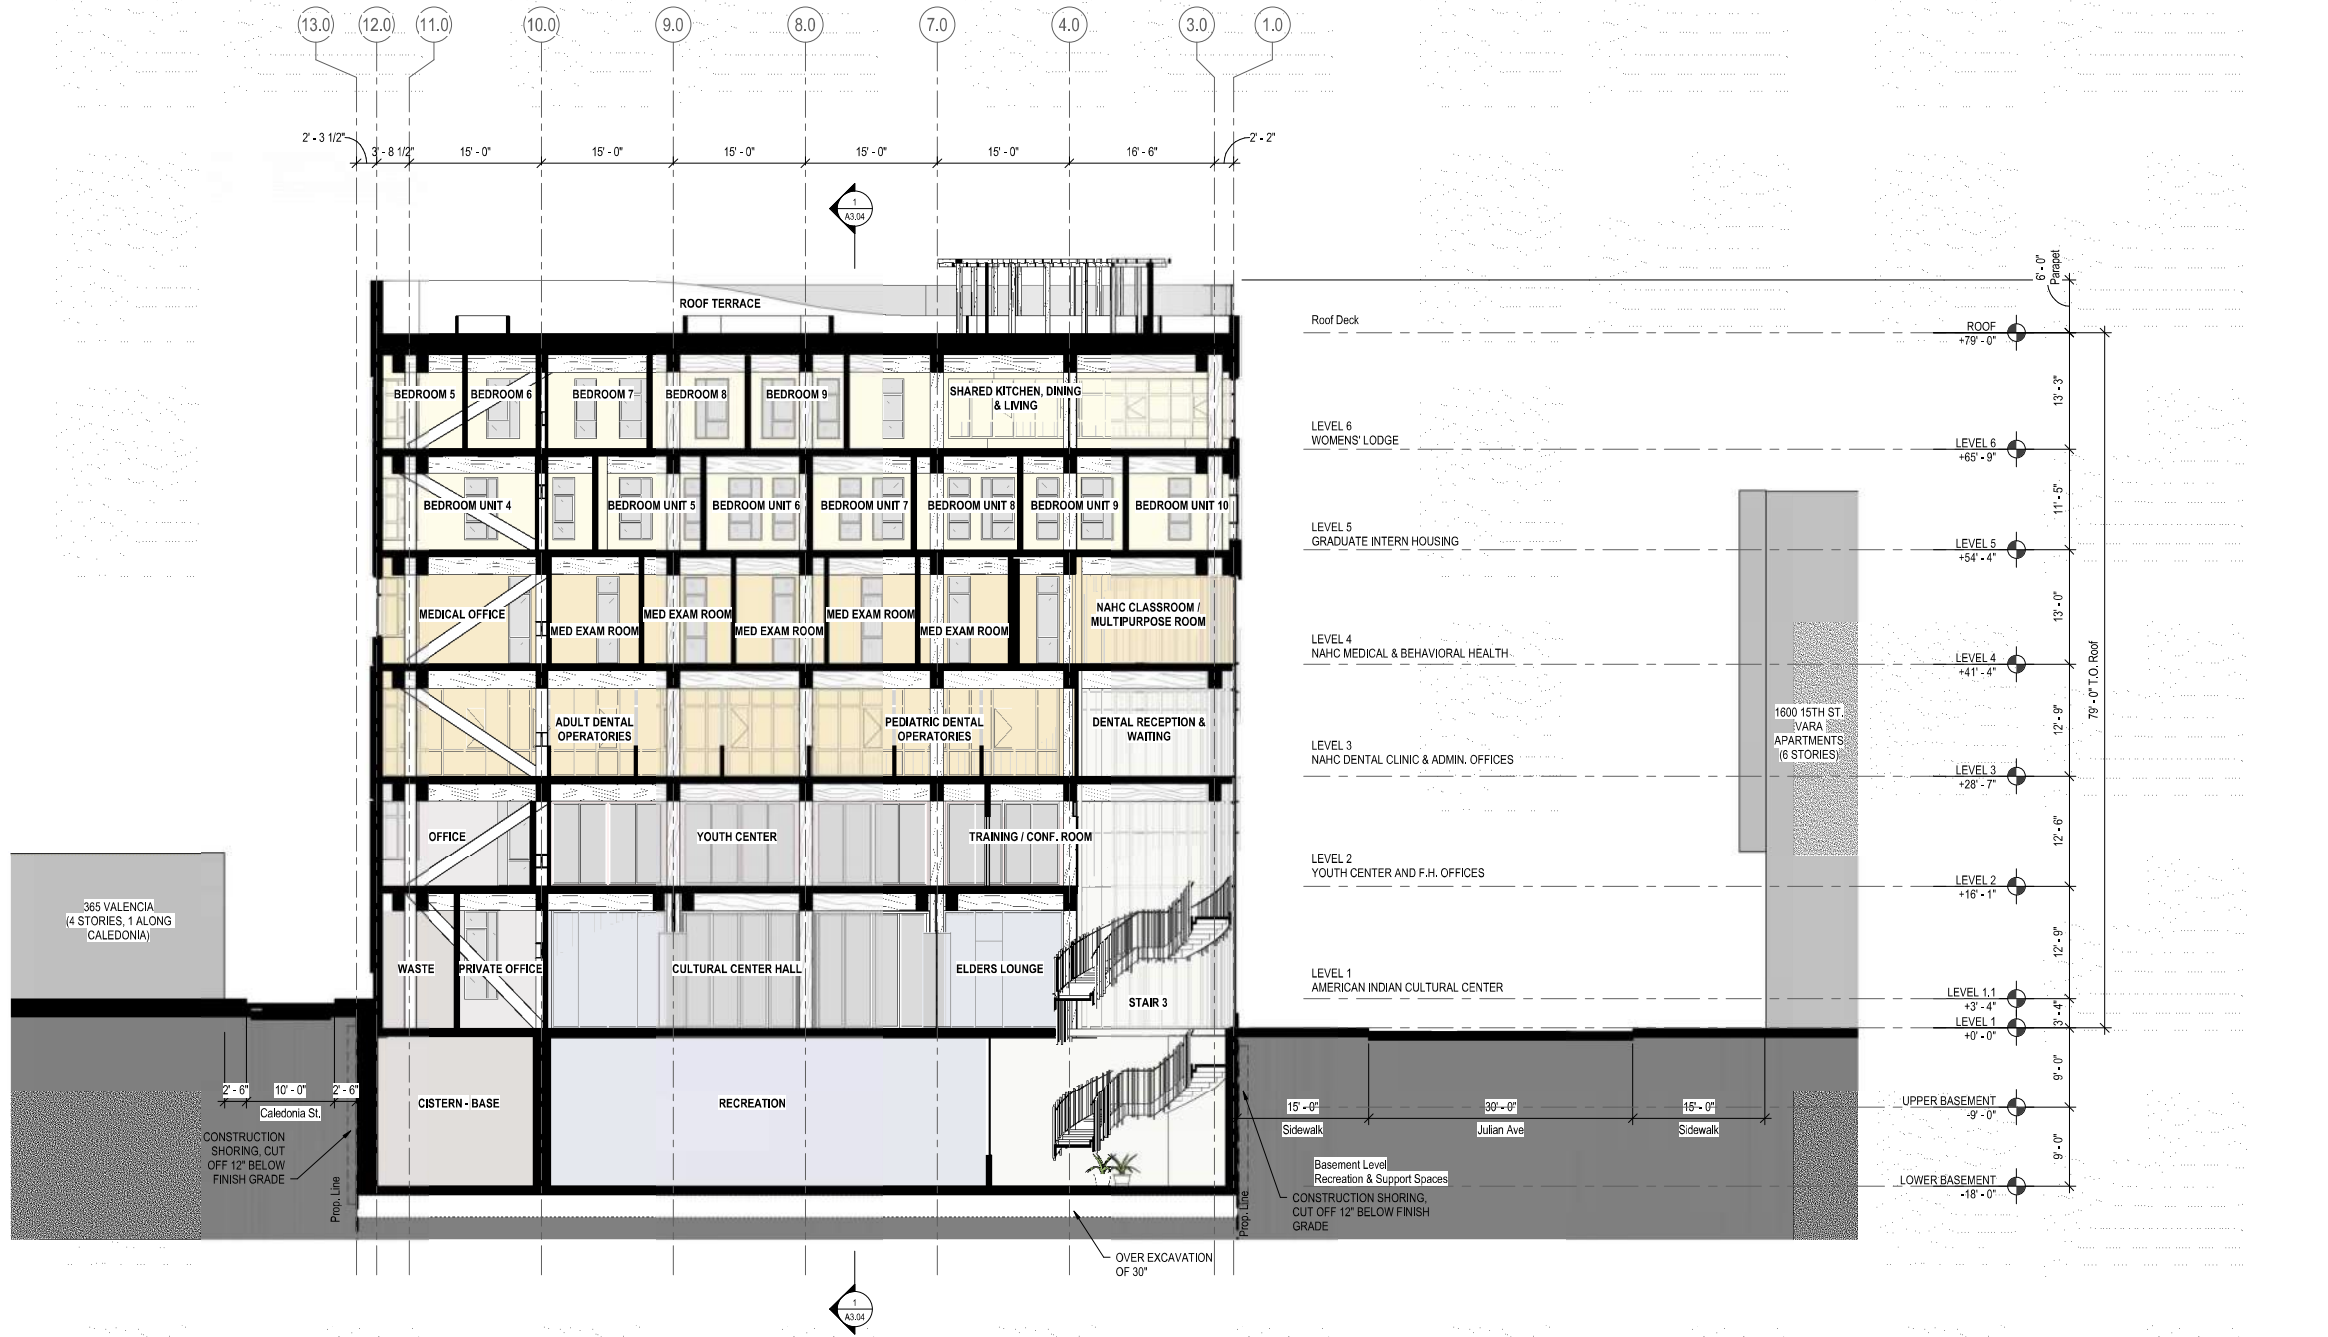 (13.0) (12.0) (11.0) 10.0 9.0 8.0 7.0 4.0 3.0 1.0
2' - 3 1/2" 3' - 8 1/2" 15' - 0" 15' - 0" 15' - 0" 15' - 0" 15' - 0" 16' - 6" 2' - 2"
1
A3.04
6' - 0"
Parapet
ROOF TERRACE
Roof Deck
ROOF
+79' - 0"
13' - 3"
BEDROOM 5
BEDROOM 6
BEDROOM 7
BEDROOM 8
BEDROOM 9
SHARED KITCHEN, DINING
& LIVING
LEVEL 6
WOMENS' LODGE
LEVEL 6
+65' - 9"
11' - 5"
BEDROOM UNIT 4
BEDROOM UNIT 5
BEDROOM UNIT 6
BEDROOM UNIT 7
BEDROOM UNIT 8
BEDROOM UNIT 9
BEDROOM UNIT 10
LEVEL 5
GRADUATE INTERN HOUSING
LEVEL 5
+54' - 4"
13' - 0"
MEDICAL OFFICE
MED EXAM ROOM
MED EXAM ROOM
MED EXAM ROOM
MED EXAM ROOM
MED EXAM ROOM
NAHC CLASSROOM /
MULTIPURPOSE ROOM
LEVEL 4
NAHC MEDICAL & BEHAVIORAL HEALTH
LEVEL 4
+41' - 4"
79' - 0" T.O. Roof
12' - 9"
ADULT DENTAL
OPERATORIES
PEDIATRIC DENTAL
OPERATORIES
DENTAL RECEPTION &
WAITING
1600 15TH ST.
VARA
APARTMENTS
(6 STORIES)
LEVEL 3
NAHC DENTAL CLINIC & ADMIN. OFFICES
LEVEL 3
+28' - 7"
12' - 6"
OFFICE
YOUTH CENTER
TRAINING / CONF. ROOM
LEVEL 2
YOUTH CENTER AND F.H. OFFICES
LEVEL 2
+16' - 1"
12' - 9"
365 VALENCIA
(4 STORIES, 1 ALONG
CALEDONIA)
WASTE
PRIVATE OFFICE
CULTURAL CENTER HALL
ELDERS LOUNGE
STAIR 3
LEVEL 1
AMERICAN INDIAN CULTURAL CENTER
LEVEL 1.1
+3' - 4"
3' - 4"
LEVEL 1
+0' - 0"
9' - 0"
2' - 6" 10' - 0" 2' - 6"
Caledonia St.
CISTERN - BASE
RECREATION
15' - 0" 30' - 0" 15' - 0"
Sidewalk Julian Ave Sidewalk
UPPER BASEMENT
-9' - 0"
9' - 0"
CONSTRUCTION
SHORING, CUT
OFF 12" BELOW
FINISH GRADE
Prop. Line
Prop. Line
Basement Level
Recreation & Support Spaces
LOWER BASEMENT
-18' - 0"
CONSTRUCTION SHORING,
CUT OFF 12" BELOW FINISH
GRADE
OVER EXCAVATION
OF 30"
1
A3.04